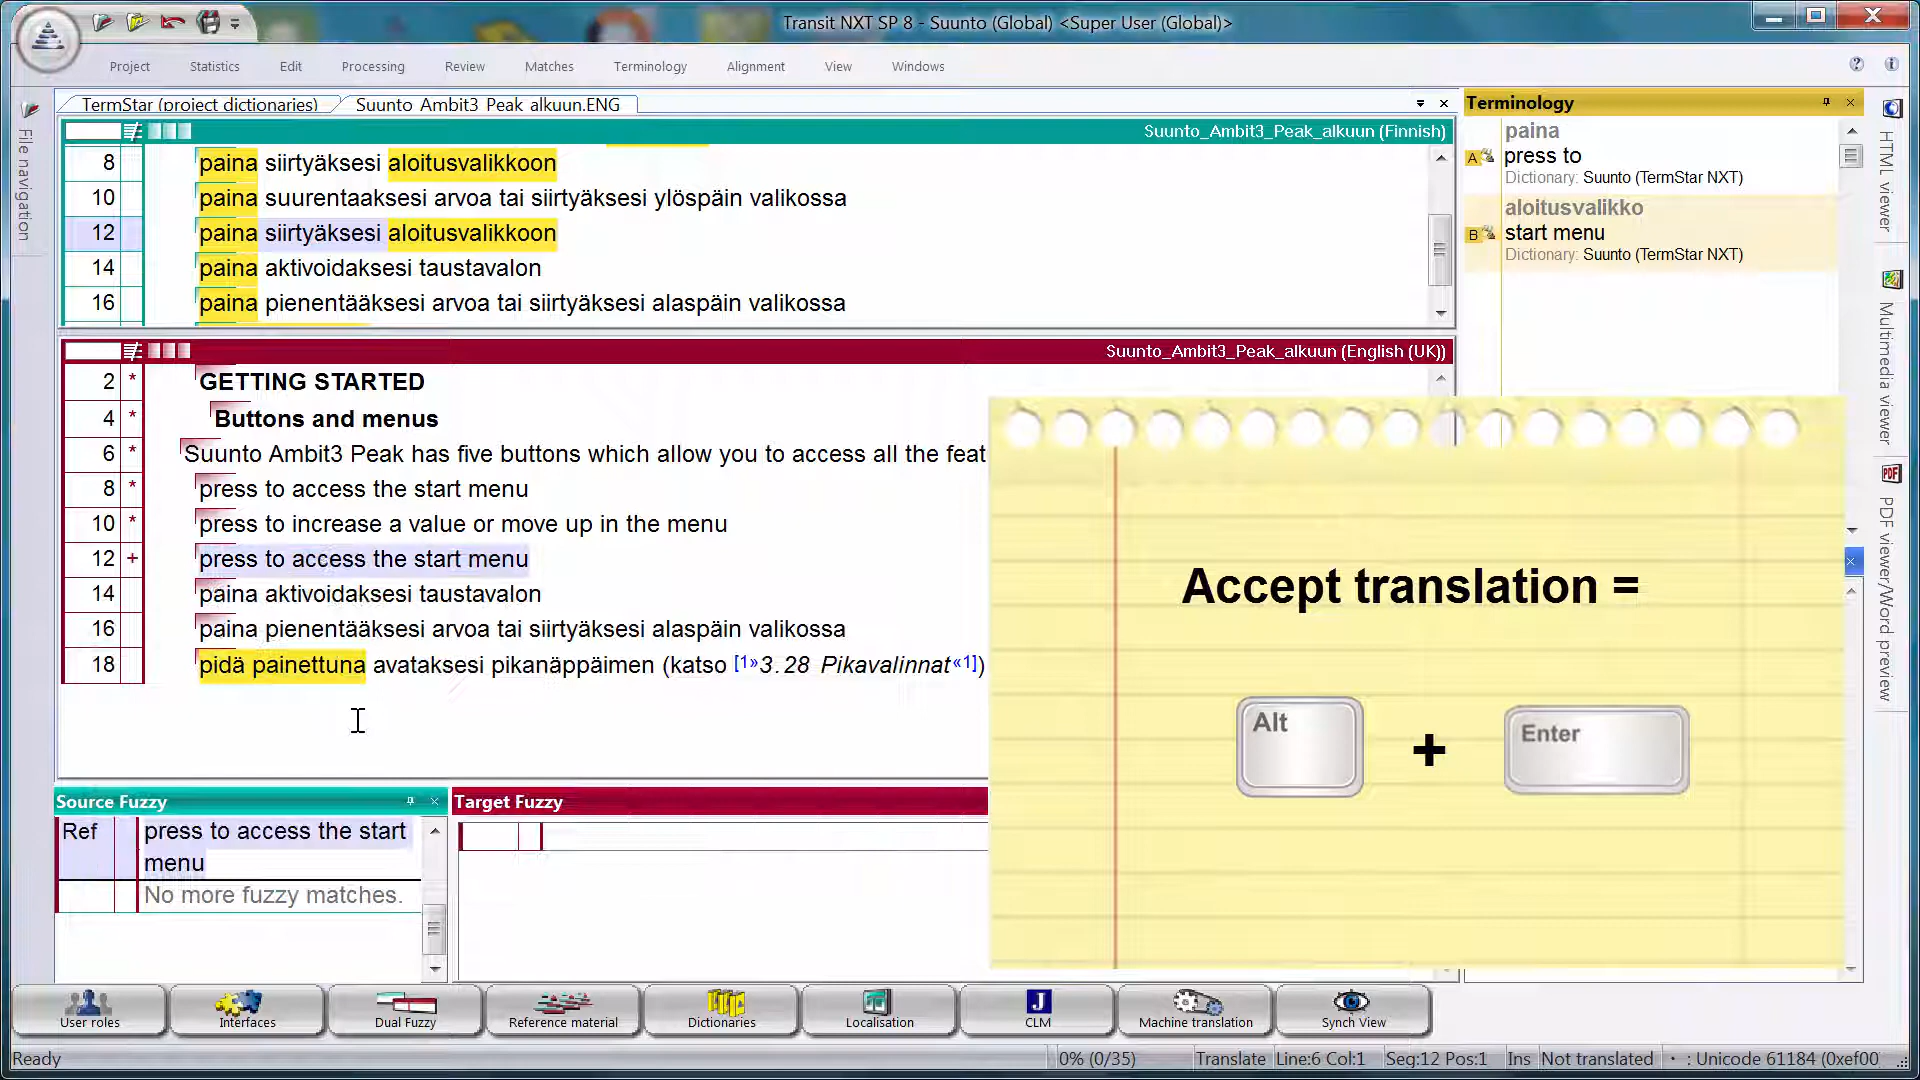 Transit NXT SP 8 - Suunto (Global) <Super User (Global)>
Project Statistics Edit Processing Review Matches Terminology Alignment View Windows
File navigation
TermStar (project dictionaries) Suunto Ambit3 Peak alkuun.ENG
Suunto_Ambit3_Peak_alkuun (Finnish)
8 paina siirtyäksesi aloitusvalikkoon
10 paina suurentaaksesi arvoa tai siirtyäksesi ylöspäin valikossa
12 paina siirtyäksesi aloitusvalikkoon
14 paina aktivoidaksesi taustavalon
16 paina pienentääksesi arvoa tai siirtyäksesi alaspäin valikossa
Suunto_Ambit3_Peak_alkuun (English (UK))
2 * GETTING STARTED
4 * Buttons and menus
6 * Suunto Ambit3 Peak has five buttons which allow you to access all the feat
8 * press to access the start menu
10 * press to increase a value or move up in the menu
12 + press to access the start menu
14 paina aktivoidaksesi taustavalon
16 paina pienentääksesi arvoa tai siirtyäksesi alaspäin valikossa
18 pidä painettuna avataksesi pikanäppäimen (katso [1»3.28 Pikavalinnat«1])
Terminology
paina
A press to
Dictionary: Suunto (TermStar NXT)
aloitusvalikko
B start menu
Dictionary: Suunto (TermStar NXT)
HTML viewer
Multimedia viewer
PDF
PDF viewer/Word preview
Accept translation =
Alt + Enter
Source Fuzzy
Ref press to access the start
menu
No more fuzzy matches.
Target Fuzzy
User roles Interfaces Dual Fuzzy Reference material Dictionaries Localisation J CLM Machine translation Synch View
Ready 0% (0/35) Translate Line:6 Col:1 Seg:12 Pos:1 Ins Not translated : Unicode 61184 (0xef00